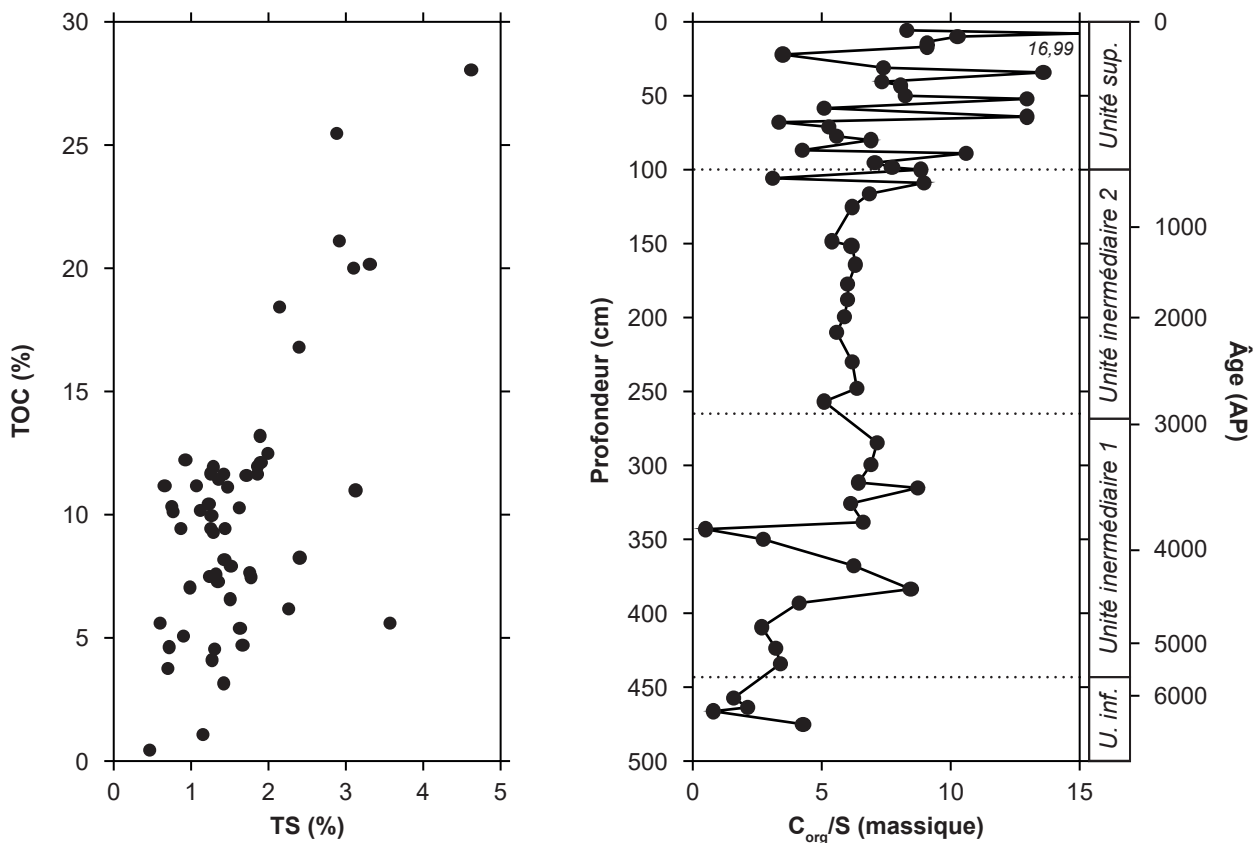 30
25
20
15
10
5
0
TOC (%)
0 1 2 3 4 5
TS (%)
0
50
100
150
200
250
300
350
400
450
500
Profondeur (cm)
16,99
0 5 10 15
Corg/S (massique)
Unité sup.
Unité inermédiaire 2
Unité inermédiaire 1
U. inf.
0
1000
2000
3000
4000
5000
6000
Âge (AP)